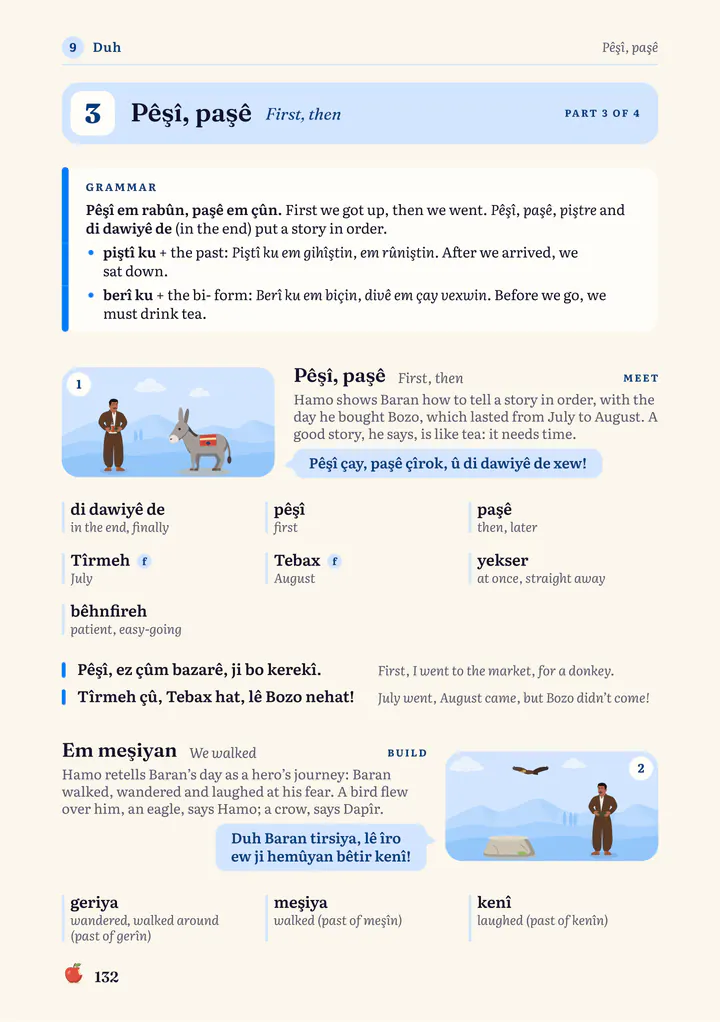 9 Duh
Pêşî, paşê
3 Pêşî, paşê First, then PART 3 OF 4
GRAMMAR
Pêşî em rabûn, paşê em çûn. First we got up, then we went. Pêşî, paşê, piştre and
di dawiyê de (in the end) put a story in order.
• piştî ku + the past: Piştî ku em gihîştin, em rûniştin. After we arrived, we
sat down.
• berî ku + the bi- form: Berî ku em biçin, divê em çay vexwin. Before we go, we
must drink tea.
1
Pêşî, paşê First, then MEET
Hamo shows Baran how to tell a story in order, with the
day he bought Bozo, which lasted from July to August. A
good story, he says, is like tea: it needs time.
Pêşî çay, paşê çîrok, û di dawiyê de xew!
di dawiyê de
in the end, finally
pêşî
first
paşê
then, later
Tîrmeh f
July
Tebax f
August
yekser
at once, straight away
bêhnfireh
patient, easy-going
Pêşî, ez çûm bazarê, ji bo kerekî. First, I went to the market, for a donkey.
Tîrmeh çû, Tebax hat, lê Bozo nehat! July went, August came, but Bozo didn't come!
Em meşiyan We walked BUILD
Hamo retells Baran's day as a hero's journey: Baran
walked, wandered and laughed at his fear. A bird flew
over him, an eagle, says Hamo; a crow, says Dapîr.
Duh Baran tirsiya, lê îro
ew ji hemûyan bêtir kenî!
2
geriya
wandered, walked around
(past of gerîn)
meşiya
walked (past of meşîn)
kenî
laughed (past of kenîn)
132